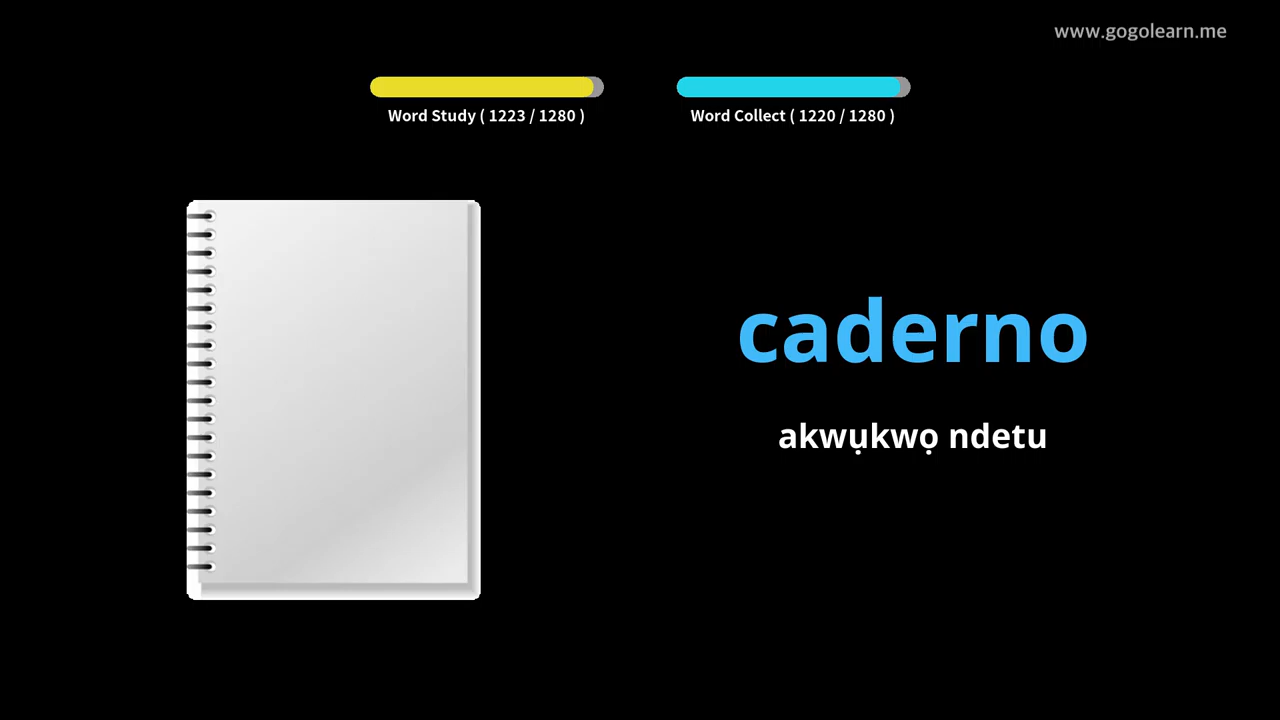 www.gogolearn.me
Word Study ( 1223 / 1280 )
Word Collect ( 1220 / 1280 )
caderno
akwụkwọ ndetu